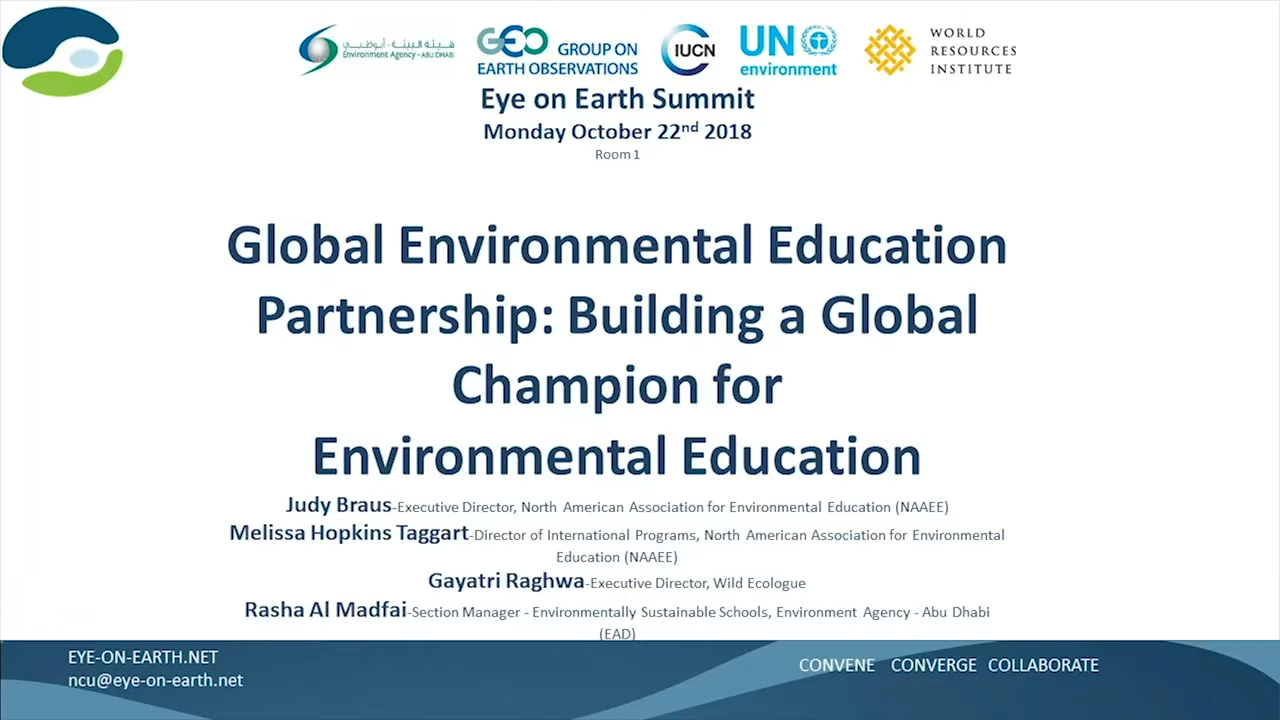 هيئة البيئة - أبوظبي
Environment Agency - ABU DHABI
GEO GROUP ON
EARTH OBSERVATIONS
IUCN
UN
environment
WORLD
RESOURCES
INSTITUTE
Eye on Earth Summit
Monday October 22nd 2018
Room 1
Global Environmental Education
Partnership: Building a Global
Champion for
Environmental Education
Judy Braus-Executive Director, North American Association for Environmental Education (NAAEE)
Melissa Hopkins Taggart-Director of International Programs, North American Association for Environmental
Education (NAAEE)
Gayatri Raghwa-Executive Director, Wild Ecologue
Rasha Al Madfai-Section Manager - Environmentally Sustainable Schools, Environment Agency - Abu Dhabi
(EAD)
EYE-ON-EARTH.NET
ncu@eye-on-earth.net
CONVENE CONVERGE COLLABORATE